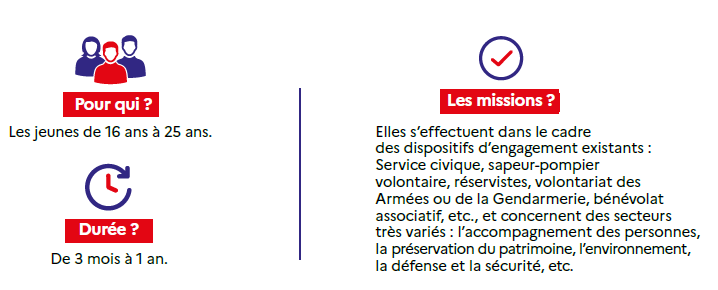 Pour qui ?
Les jeunes de 16 ans à 25 ans.
Durée ?
De 3 mois à 1 an.
Les missions ?
Elles s'effectuent dans le cadre
des dispositifs d'engagement existants :
Service civique, sapeur-pompier
volontaire, réservistes, volontariat des
Armées ou de la Gendarmerie, bénévolat
associatif, etc., et concernent des secteurs
très variés : l'accompagnement des personnes,
la préservation du patrimoine, l'environnement,
la défense et la sécurité, etc.